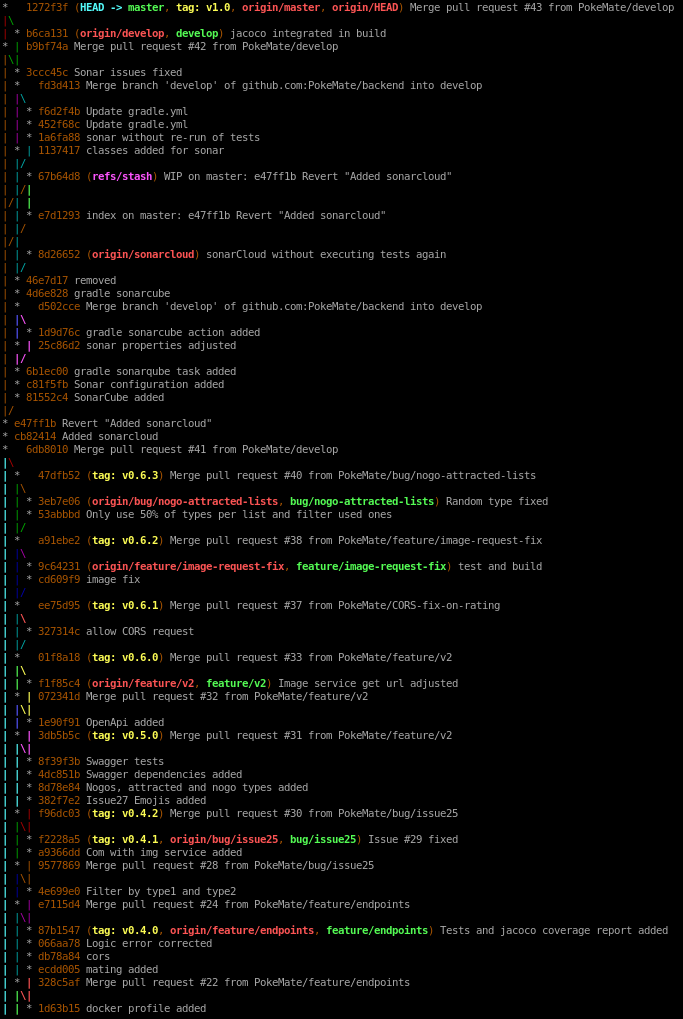 * 1272f3f (HEAD -> master, tag: v1.0, origin/master, origin/HEAD) Merge pull request #43 from PokeMate/develop
|\
| * b6ca131 (origin/develop, develop) jacoco integrated in build
* | b9bf74a Merge pull request #42 from PokeMate/develop
|\|
| * 3ccc45c Sonar issues fixed
| * fd3d413 Merge branch 'develop' of github.com:PokeMate/backend into develop
| |\
| | * f6d2f4b Update gradle.yml
| | * 452f68c Update gradle.yml
| | * 1a6fa88 sonar without re-run of tests
| * | 1137417 classes added for sonar
| |/
| | * 67b64d8 (refs/stash) WIP on master: e47ff1b Revert "Added sonarcloud"
| |/|
|/| |
| | * e7d1293 index on master: e47ff1b Revert "Added sonarcloud"
| |/
|/|
| | * 8d26652 (origin/sonarcloud) sonarCloud without executing tests again
| |/
| * 46e7d17 removed
| * 4d6e828 gradle sonarcube
| * d502cce Merge branch 'develop' of github.com:PokeMate/backend into develop
| |\
| | * 1d9d76c gradle sonarcube action added
| * | 25c86d2 sonar properties adjusted
| |/
| * 6b1ec00 gradle sonarqube task added
| * c81f5fb Sonar configuration added
| * 81552c4 SonarCube added
|/
* e47ff1b Revert "Added sonarcloud"
* cb82414 Added sonarcloud
* 6db8010 Merge pull request #41 from PokeMate/develop
|\
| * 47dfb52 (tag: v0.6.3) Merge pull request #40 from PokeMate/bug/nogo-attracted-lists
| |\
| | * 3eb7e06 (origin/bug/nogo-attracted-lists, bug/nogo-attracted-lists) Random type fixed
| | * 53abbbd Only use 50% of types per list and filter used ones
| |/
| * a91ebe2 (tag: v0.6.2) Merge pull request #38 from PokeMate/feature/image-request-fix
| |\
| | * 9c64231 (origin/feature/image-request-fix, feature/image-request-fix) test and build
| | * cd609f9 image fix
| |/
| * ee75d95 (tag: v0.6.1) Merge pull request #37 from PokeMate/CORS-fix-on-rating
| |\
| | * 327314c allow CORS request
| |/
| * 01f8a18 (tag: v0.6.0) Merge pull request #33 from PokeMate/feature/v2
| |\
| | * f1f85c4 (origin/feature/v2, feature/v2) Image service get url adjusted
| * | 072341d Merge pull request #32 from PokeMate/feature/v2
| |\|
| | * 1e90f91 OpenApi added
| * | 3db5b5c (tag: v0.5.0) Merge pull request #31 from PokeMate/feature/v2
| |\|
| | * 8f39f3b Swagger tests
| | * 4dc851b Swagger dependencies added
| | * 8d78e84 Nogos, attracted and nogo types added
| | * 382f7e2 Issue27 Emojis added
| * | f96dc03 (tag: v0.4.2) Merge pull request #30 from PokeMate/bug/issue25
| |\|
| | * f2228a5 (tag: v0.4.1, origin/bug/issue25, bug/issue25) Issue #29 fixed
| | * a9366dd Com with img service added
| * | 9577869 Merge pull request #28 from PokeMate/bug/issue25
| |\|
| | * 4e699e0 Filter by type1 and type2
| * | e7115d4 Merge pull request #24 from PokeMate/feature/endpoints
| |\|
| | * 87b1547 (tag: v0.4.0, origin/feature/endpoints, feature/endpoints) Tests and jacoco coverage report added
| | * 066aa78 Logic error corrected
| | * db78a84 cors
| | * ecdd005 mating added
| * | 328c5af Merge pull request #22 from PokeMate/feature/endpoints
| |\|
| | * 1d63b15 docker profile added